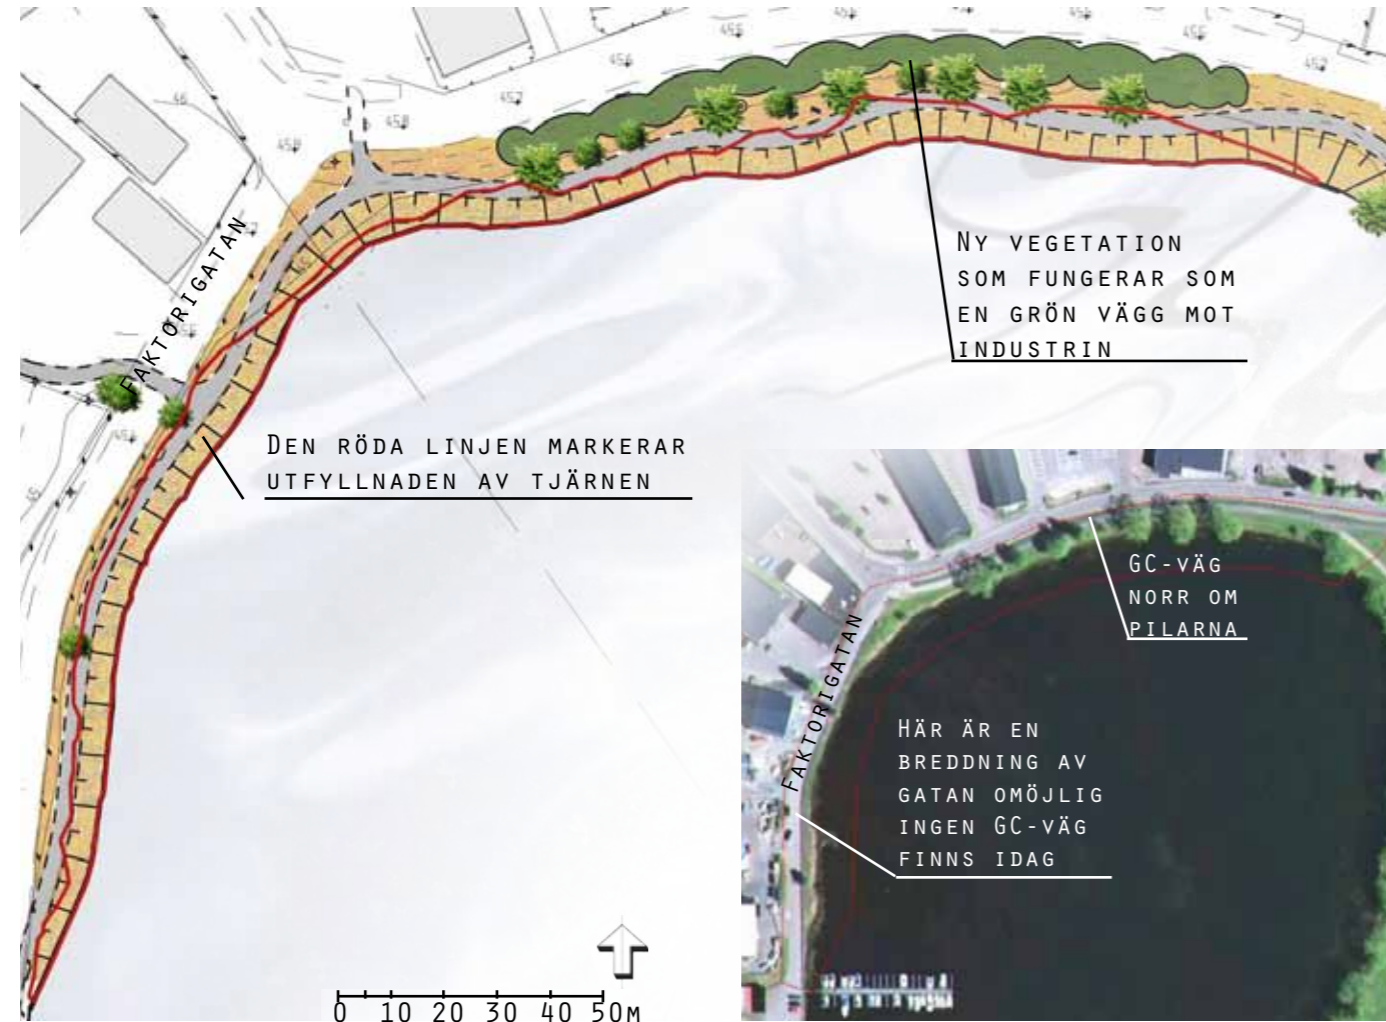 FAKTORIGATAN
NY VEGETATION
SOM FUNGERAR SOM
EN GRÖN VÄGG MOT
INDUSTRIN
DEN RÖDA LINJEN MARKERAR
UTFYLLNADEN AV TJÄRNEN
GC-VÄG
NORR OM
PILARNA
FAKTORIGATAN
HÄR ÄR EN
BREDDNING AV
GATAN OMÖJLIG
INGEN GC-VÄG
FINNS IDAG
0 10 20 30 40 50M